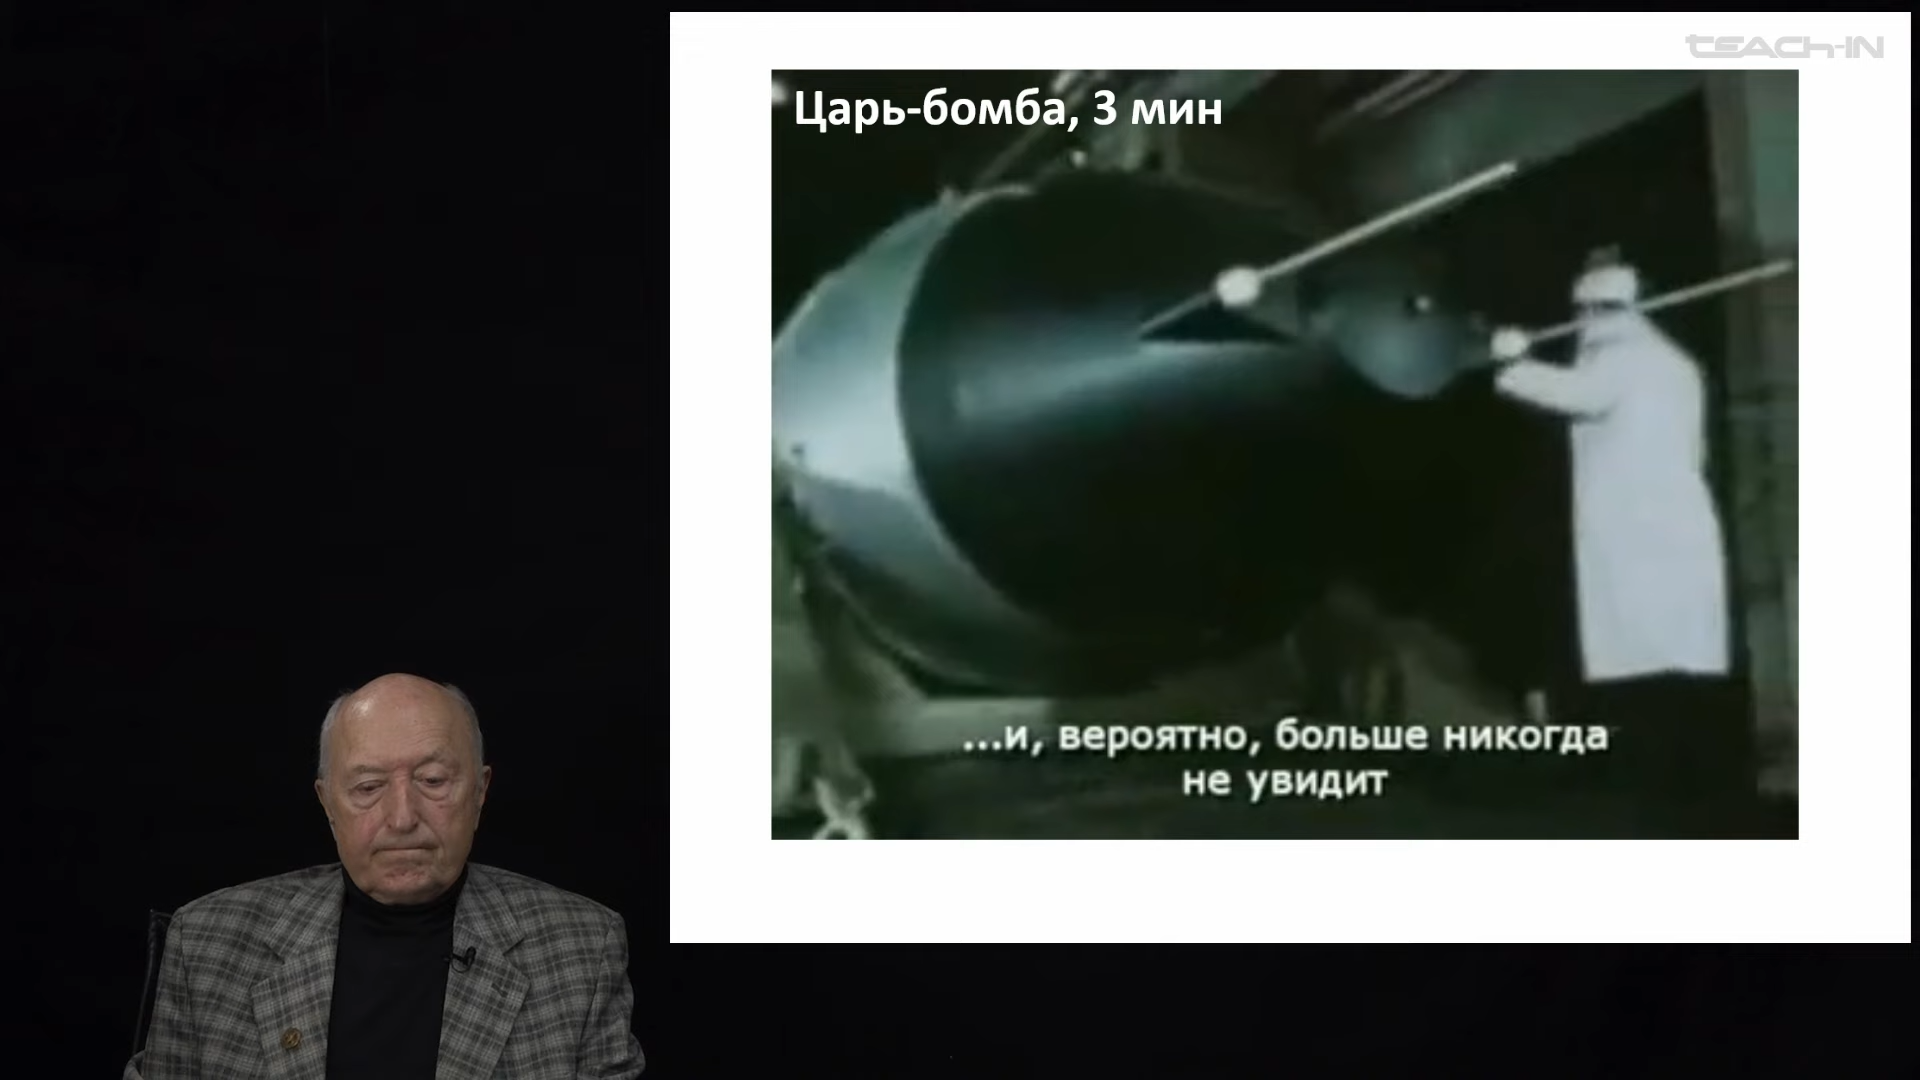 TEACH-IN
Царь-бомба, 3 мин
...и, вероятно, больше никогда
не увидит